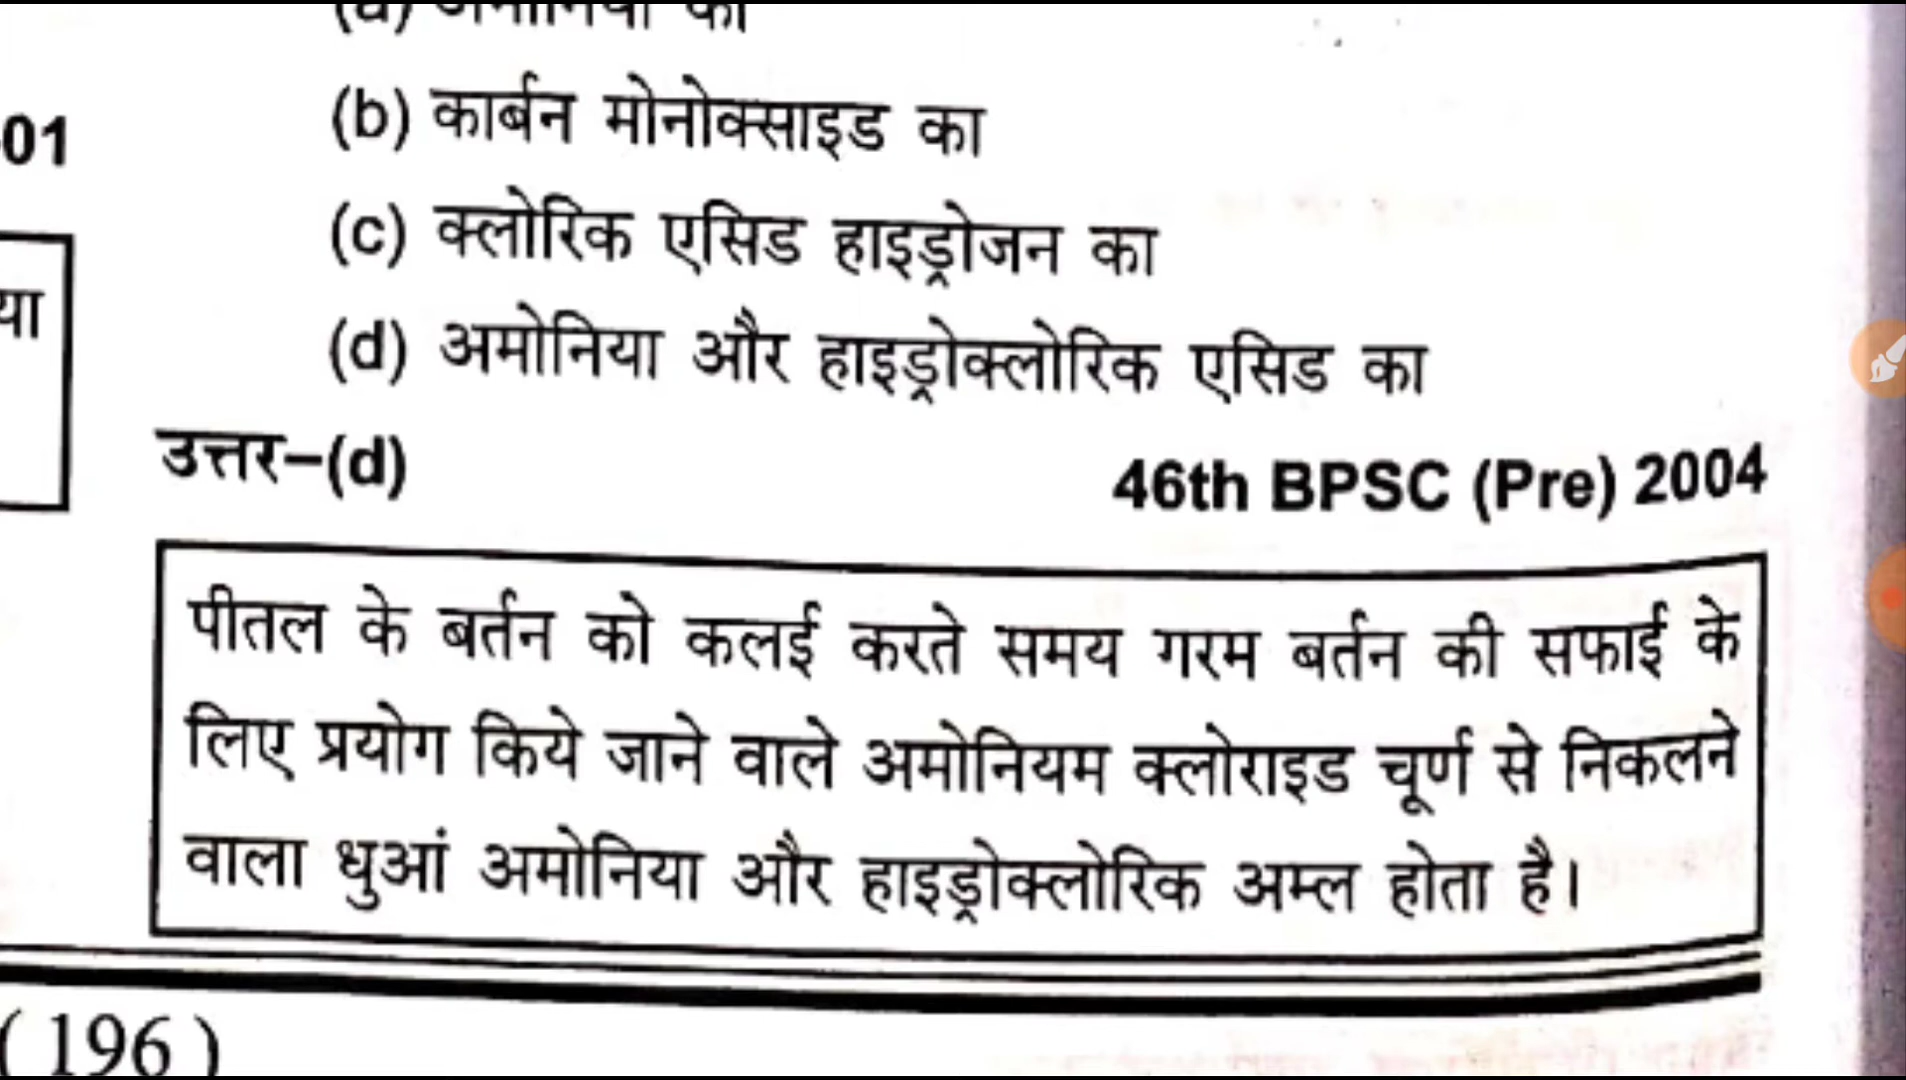 (b) कार्बन मोनोक्साइड का
-01
(c) क्लोरिक एसिड हाइड्रोजन का
या
(d) अमोनिया और हाइड्रोक्लोरिक एसिड का
उत्तर–(d) 46th BPSC (Pre) 2004
पीतल के बर्तन को कलई करते समय गरम बर्तन की सफाई के
लिए प्रयोग किये जाने वाले अमोनियम क्लोराइड चूर्ण से निकलने
वाला धुआं अमोनिया और हाइड्रोक्लोरिक अम्ल होता है।
( 196 )